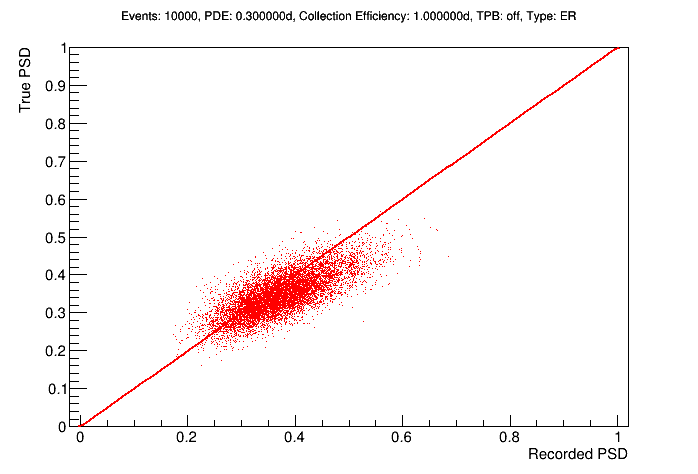 Events: 10000, PDE: 0.300000d, Collection Efficiency: 1.000000d, TPB: off, Type: ER
True PSD
1
0.9
0.8
0.7
0.6
0.5
0.4
0.3
0.2
0.1
0
0 0.2 0.4 0.6 0.8 1
Recorded PSD